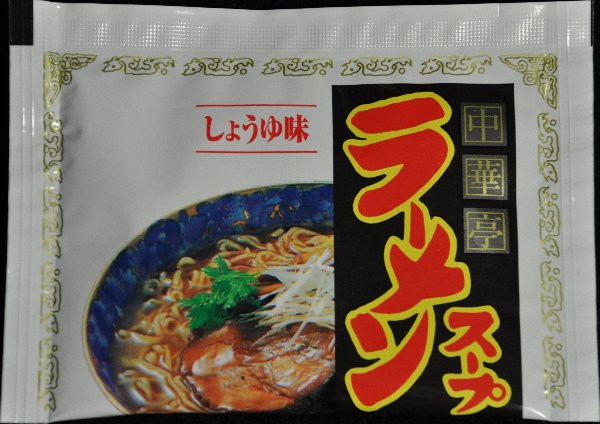 しょうゆ味
中華亭
ラーメン
スープ